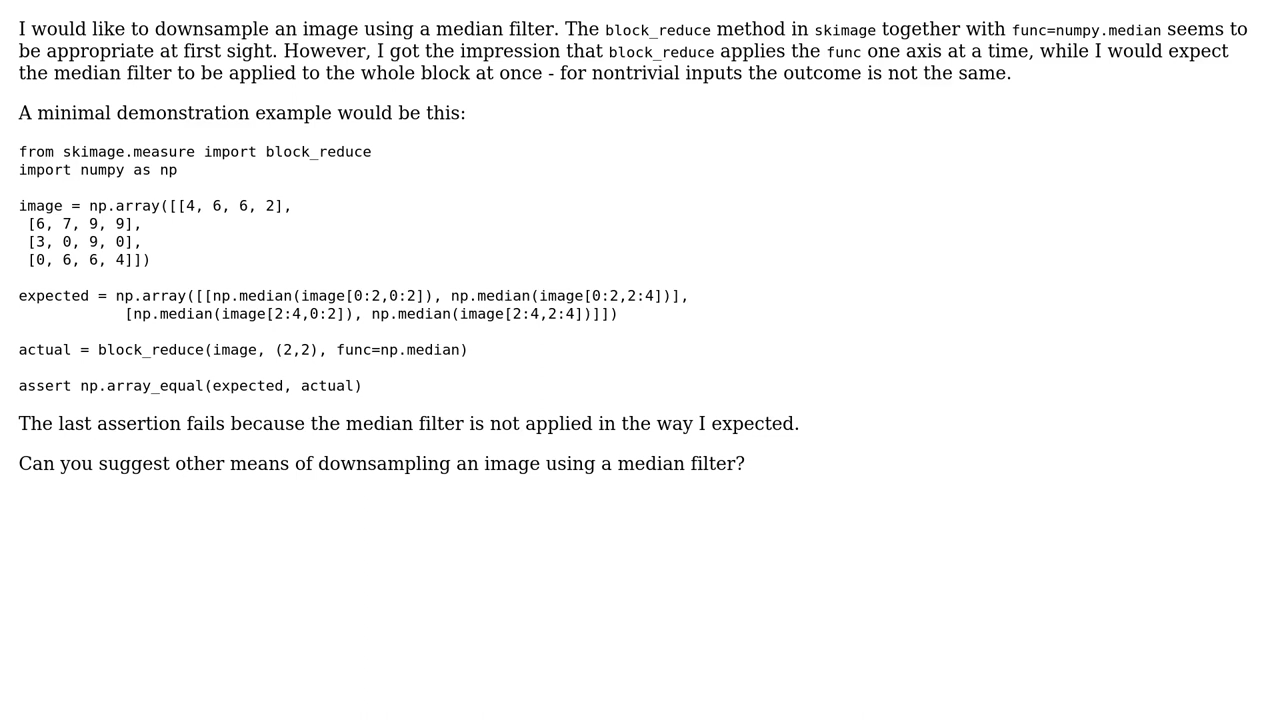 I would like to downsample an image using a median filter. The block_reduce method in skimage together with func=numpy.median seems to
be appropriate at first sight. However, I got the impression that block_reduce applies the func one axis at a time, while I would expect
the median filter to be applied to the whole block at once - for nontrivial inputs the outcome is not the same.
A minimal demonstration example would be this:
from skimage.measure import block_reduce
import numpy as np
image = np.array([[4, 6, 6, 2],
 [6, 7, 9, 9],
 [3, 0, 9, 0],
 [0, 6, 6, 4]])
expected = np.array([[np.median(image[0:2,0:2]), np.median(image[0:2,2:4])],
            [np.median(image[2:4,0:2]), np.median(image[2:4,2:4])]])
actual = block_reduce(image, (2,2), func=np.median)
assert np.array_equal(expected, actual)
The last assertion fails because the median filter is not applied in the way I expected.
Can you suggest other means of downsampling an image using a median filter?